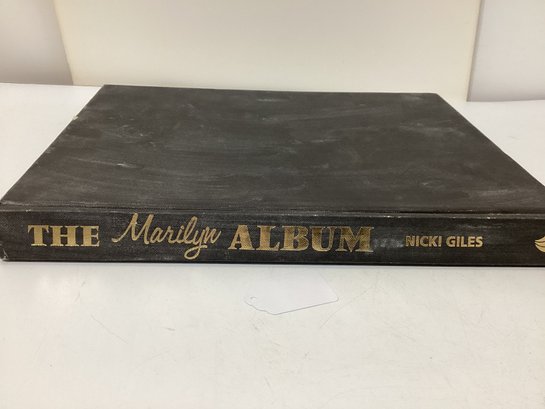 THE Marilyn ALBUM NICKI GILES